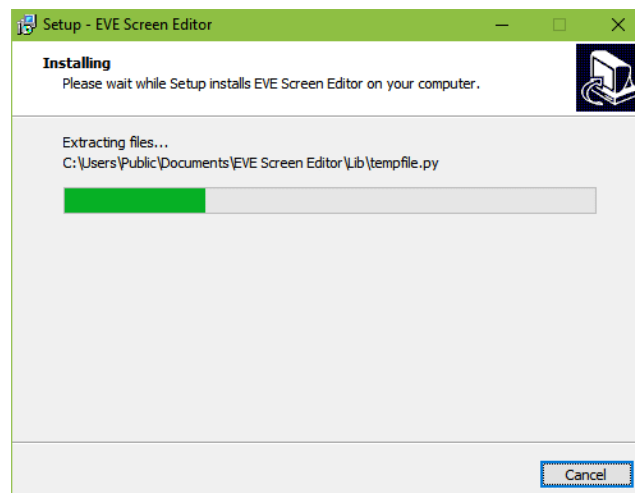 Setup - EVE Screen Editor
Installing
Please wait while Setup installs EVE Screen Editor on your computer.
Extracting files...
C:\Users\Public\Documents\EVE Screen Editor\Lib\tempfile.py
Cancel